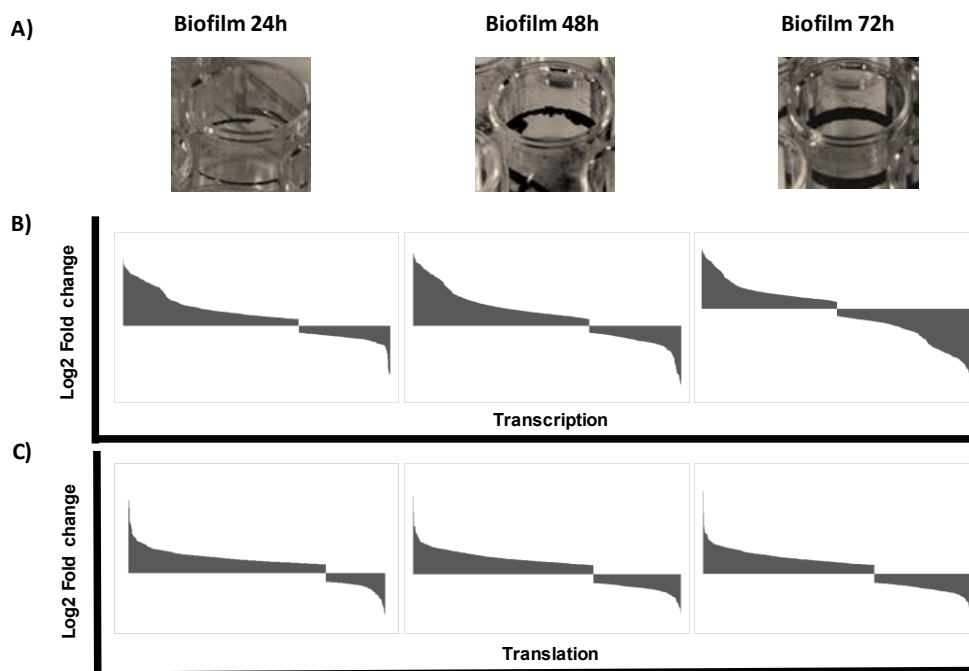 A)
Biofilm 24h Biofilm 48h Biofilm 72h
B)
Log2 Fold change
Transcription
C)
Log2 Fold change
Translation